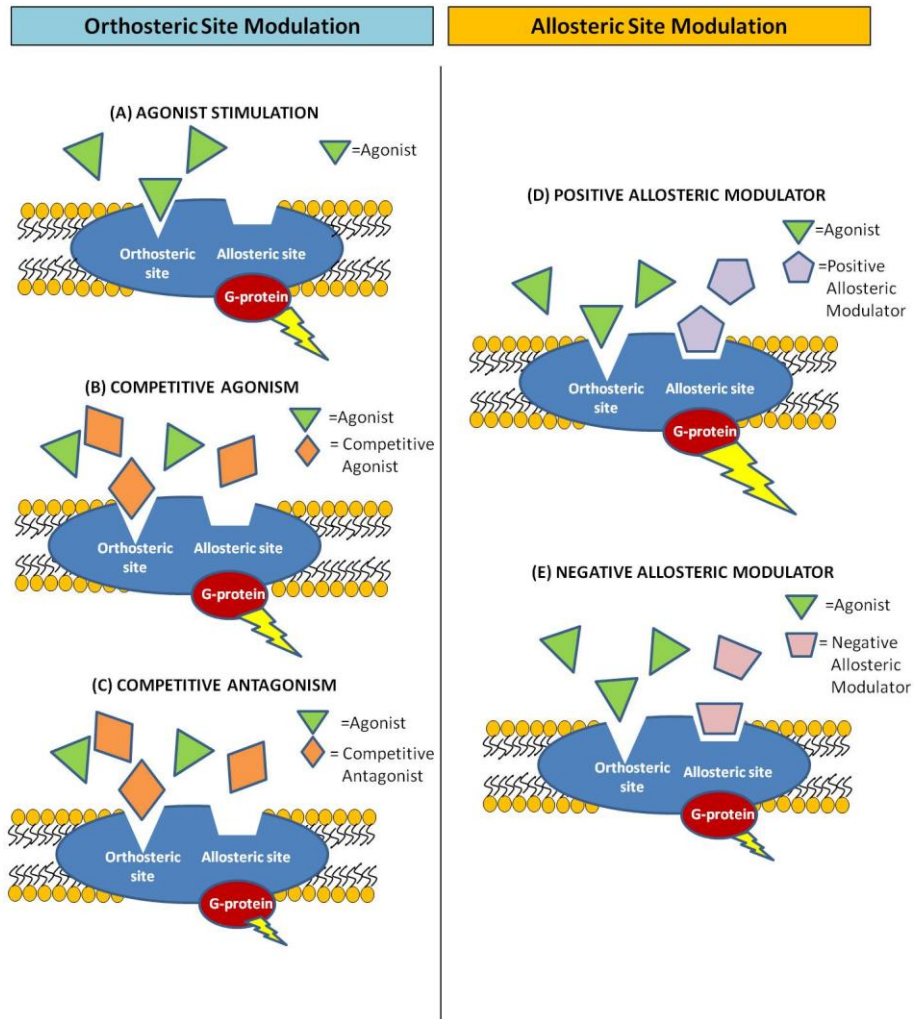 Orthosteric Site Modulation
(A) AGONIST STIMULATION
=Agonist
Orthosteric
site
Allosteric site
G-protein
(B) COMPETITIVE AGONISM
=Agonist
= Competitive
Agonist
Orthosteric
site
Allosteric site
G-protein
(C) COMPETITIVE ANTAGONISM
=Agonist
= Competitive
Antagonist
Orthosteric
site
Allosteric site
G-protein
Allosteric Site Modulation
(D) POSITIVE ALLOSTERIC MODULATOR
=Agonist
=Positive
Allosteric
Modulator
Orthosteric
site
Allosteric site
G-protein
(E) NEGATIVE ALLOSTERIC MODULATOR
=Agonist
= Negative
Allosteric
Modulator
Orthosteric
site
Allosteric site
G-protein